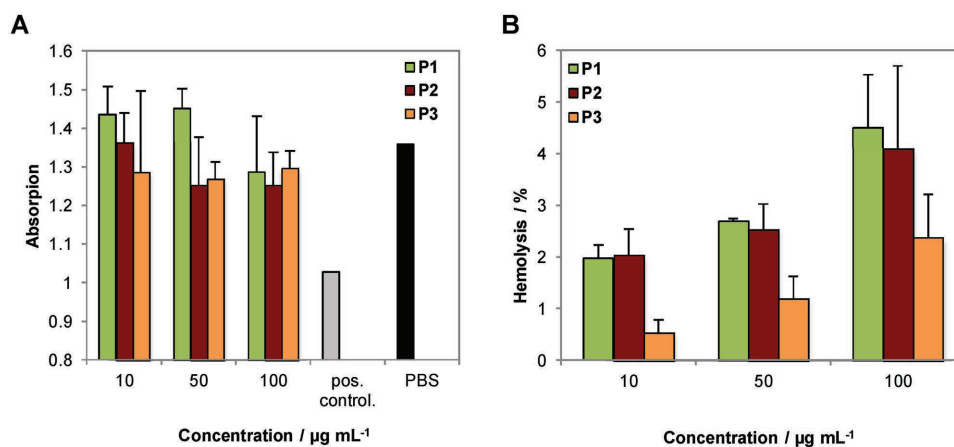 A
1.6
1.5
1.4
1.3
1.2
1.1
1
0.9
0.8
Absorpion
P1
P2
P3
10
50
100
pos.
control.
PBS
Concentration / µg mL⁻¹
B
6
5
4
3
2
1
0
Hemolysis / %
P1
P2
P3
10
50
100
Concentration / µg mL⁻¹